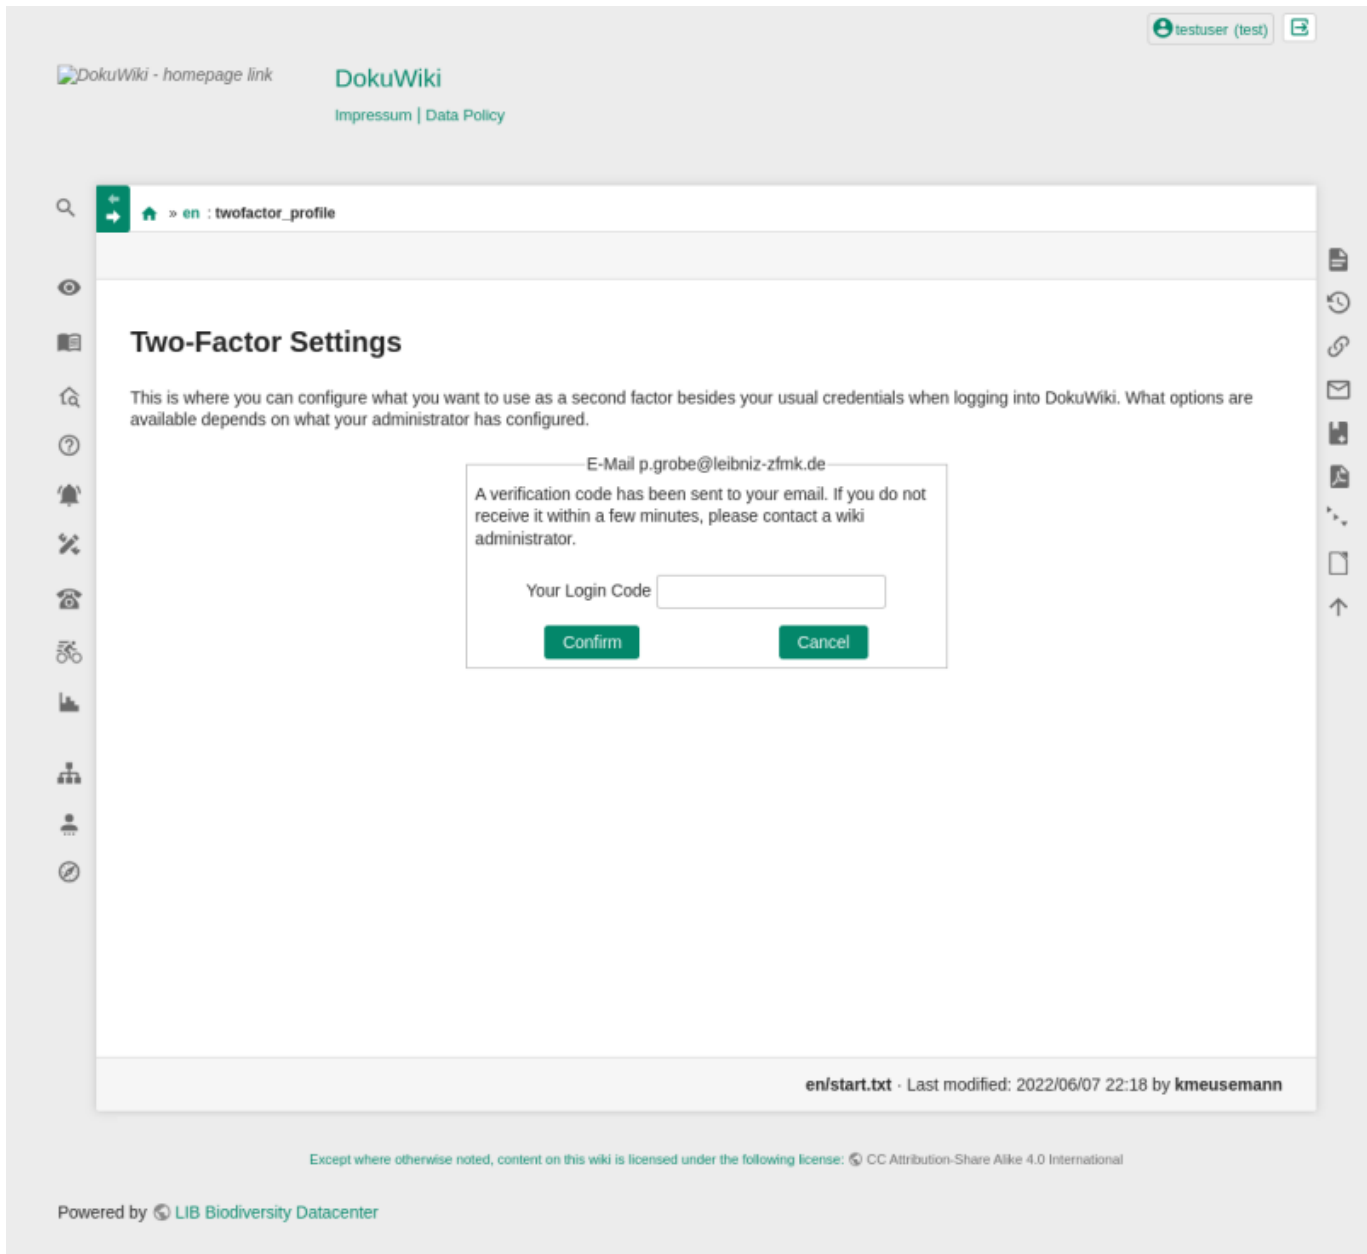 testuser (test)
DokuWiki - homepage link
DokuWiki
Impressum | Data Policy
» en : twofactor_profile
Two-Factor Settings
This is where you can configure what you want to use as a second factor besides your usual credentials when logging into DokuWiki. What options are
available depends on what your administrator has configured.
E-Mail p.grobe@leibniz-zfmk.de
A verification code has been sent to your email. If you do not
receive it within a few minutes, please contact a wiki
administrator.
Your Login Code
Confirm Cancel
en/start.txt · Last modified: 2022/06/07 22:18 by kmeusemann
Except where otherwise noted, content on this wiki is licensed under the following license: CC Attribution-Share Alike 4.0 International
Powered by LIB Biodiversity Datacenter